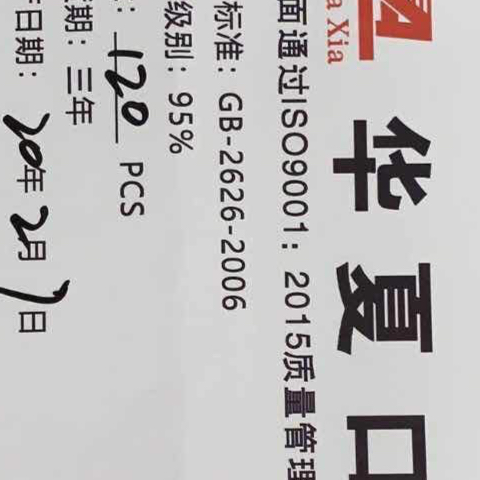 a Xia
华夏口
面通过ISO9001：2015质量管理
标准：GB-2626-2006
级别：95%
：120 PCS
期：三年
日期：20年2月7日